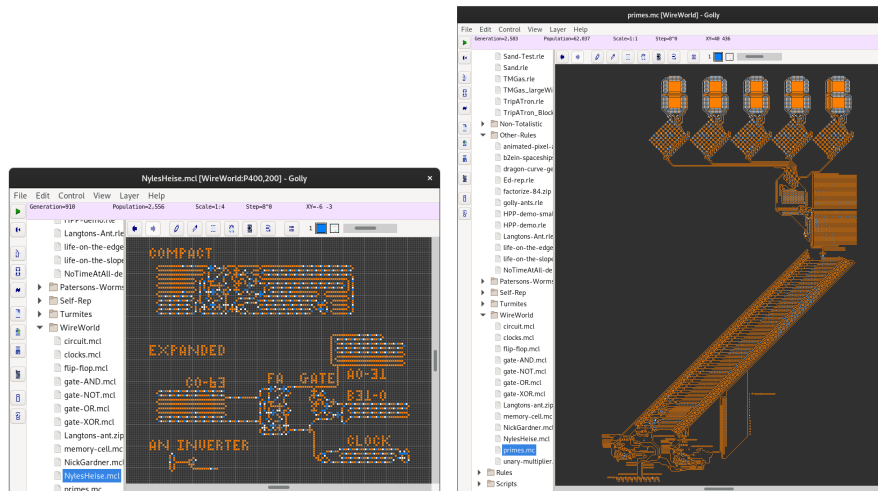 NylesHeise.mcl [WireWorld:P400,200] - Golly
×
File Edit Control View Layer Help
Generation=910 Population=2,556 Scale=1:4 Step=8^0 XY=-6 -3
1
HPP-demo.rle
Langtons-Ant.rle
life-on-the-edge
life-on-the-slope
NoTimeAtAll-de
Patersons-Worms
Self-Rep
Turmites
WireWorld
circuit.mcl
clocks.mcl
flip-flop.mcl
gate-AND.mcl
gate-NOT.mcl
gate-OR.mcl
gate-XOR.mcl
Langtons-ant.zip
memory-cell.mc
NickGardner.mcl
NylesHeise.mcl
primes.mc
COMPACT
EXPANDED
C0-63
FA
GATE
A0-31
B31-0
AN INVERTER
CLOCK
primes.mc [WireWorld] - Golly
File Edit Control View Layer Help
Generation=2,583 Population=62,037 Scale=1:1 Step=8^0 XY=40 436
1
Sand-Test.rle
Sand.rle
TMGas.rle
TMGas_largeWi
TripATron.rle
TripATron_Block
Non-Totalistic
Other-Rules
animated-pixel-a
b2ein-spaceships
dragon-curve-ge
Ed-rep.rle
factorize-84.zip
golly-ants.rle
HPP-demo-smal
HPP-demo.rle
Langtons-Ant.rle
life-on-the-edge
life-on-the-slope
NoTimeAtAll-de
Patersons-Worms
Self-Rep
Turmites
WireWorld
circuit.mcl
clocks.mcl
flip-flop.mcl
gate-AND.mcl
gate-NOT.mcl
gate-OR.mcl
gate-XOR.mcl
Langtons-ant.zip
memory-cell.mc
NickGardner.mcl
NylesHeise.mcl
primes.mc
unary-multiplier.
Rules
Scripts